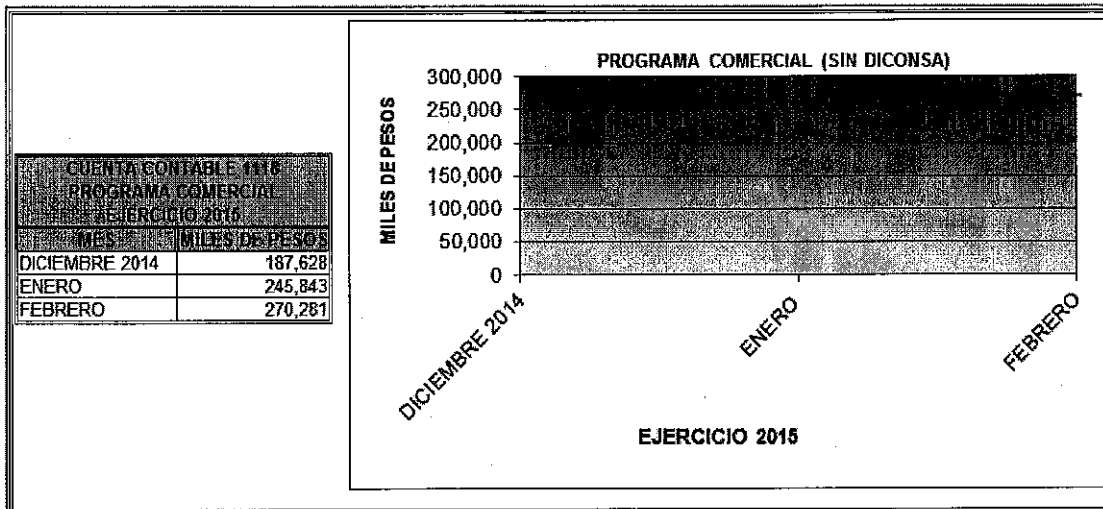 CUENTA CONTABLE 1118
PROGRAMA COMERCIAL
EJERCICIO 2015
MES MILES DE PESOS
DICIEMBRE 2014 187,628
ENERO 245,843
FEBRERO 270,281
PROGRAMA COMERCIAL (SIN DICONSA)
MILES DE PESOS
300,000
250,000
200,000
150,000
100,000
50,000
0
DICIEMBRE 2014
ENERO
FEBRERO
EJERCICIO 2015